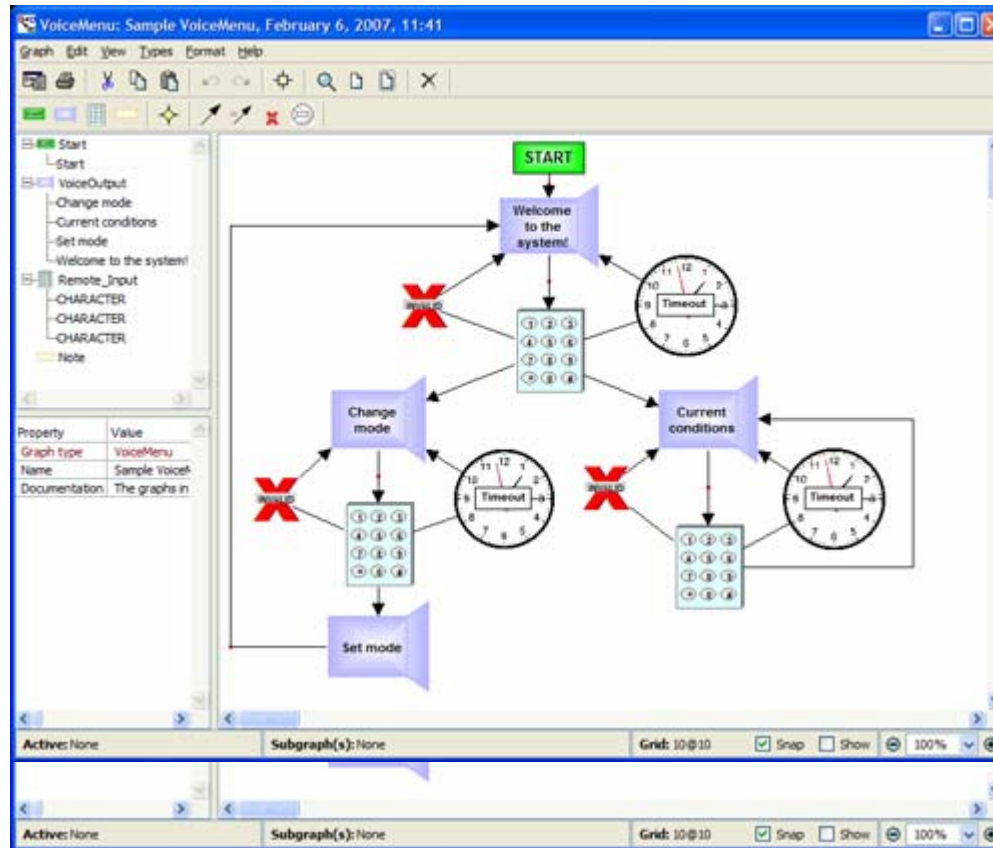 VoiceMenu: Sample VoiceMenu, February 6, 2007, 11:41
Graph Edit View Types Format Help
Start
Start
VoiceOutput
Change mode
Current conditions
Set mode
Welcome to the system!
Remote_Input
CHARACTER
CHARACTER
CHARACTER
Note
Property Value
Graph type VoiceMenu
Name Sample VoiceM
Documentation The graphs in
START
Welcome
to the
system!
INVALID
Timeout
Change
mode
Current
conditions
INVALID
Timeout
INVALID
Timeout
Set mode
Active: None Subgraph(s): None Grid: 10@10 Snap Show 100%
Active: None Subgraph(s): None Grid: 10@10 Snap Show 100%